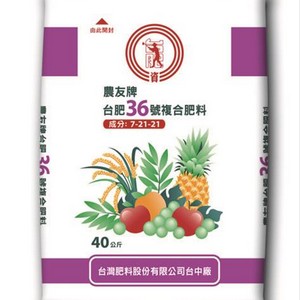 由此開封
資
農友牌
台肥36號複合肥料
成分: 7-21-21
40公斤
台灣肥料股份有限公司台中廠
農友牌台肥36號複合肥料
農友牌台肥36號複合肥料